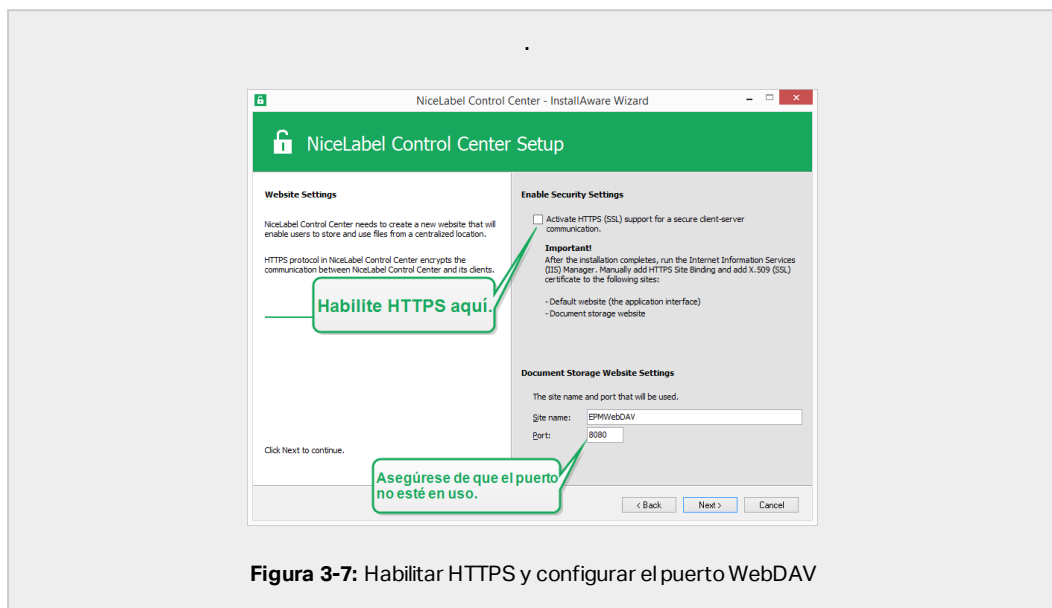 .
NiceLabel Control Center - InstallAware Wizard
NiceLabel Control Center Setup
Website Settings
NiceLabel Control Center needs to create a new website that will
enable users to store and use files from a centralized location.
HTTPS protocol in NiceLabel Control Center encrypts the
communication between NiceLabel Control Center and its clients.
Habilite HTTPS aquí.
Click Next to continue.
Enable Security Settings
Activate HTTPS (SSL) support for a secure client-server
communication.
Important!
After the installation completes, run the Internet Information Services
(IIS) Manager. Manually add HTTPS Site Binding and add X.509 (SSL)
certificate to the following sites:
- Default website (the application interface)
- Document storage website
Document Storage Website Settings
The site name and port that will be used.
Site name: EPMWebDAV
Port: 8080
Asegúrese de que el puerto
no esté en uso.
< Back Next > Cancel
Figura 3-7: Habilitar HTTPS y configurar el puerto WebDAV